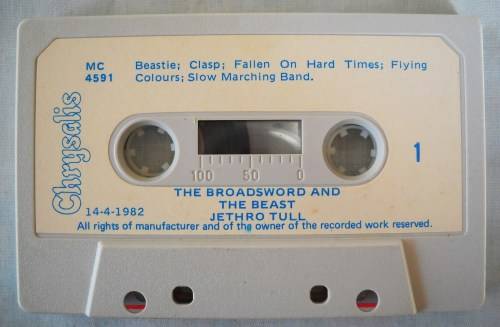 MC Beastie; Clasp; Fallen On Hard Times; Flying
4591 Colours; Slow Marching Band.
Chrysalis
1
100 50 0
THE BROADSWORD AND
THE BEAST
14-4-1982 JETHRO TULL
All rights of manufacturer and of the owner of the recorded work reserved.